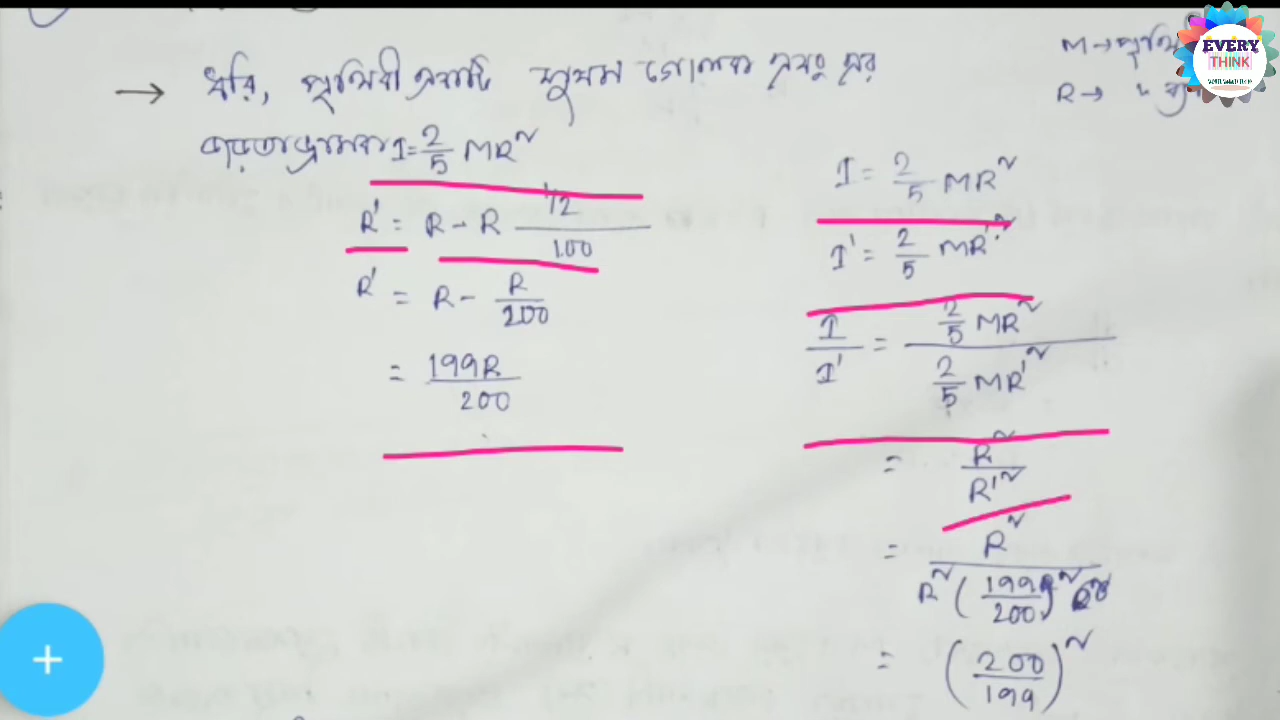 → ধরি, পৃথিবী একটি সুষম গোলক এবং এর
M → পৃথি
R → "
EVERY THINK
জড়তাভ্রামক I = 2/5 MR²
R' = R - R (1/2)/100
R' = R - R/200
= 199R/200
I = 2/5 MR²
I' = 2/5 MR'²
I/I' = (2/5 MR²)/(2/5 MR'²)
= R²/R'²
= R²/R² (199/200)²
= (200/199)²
+